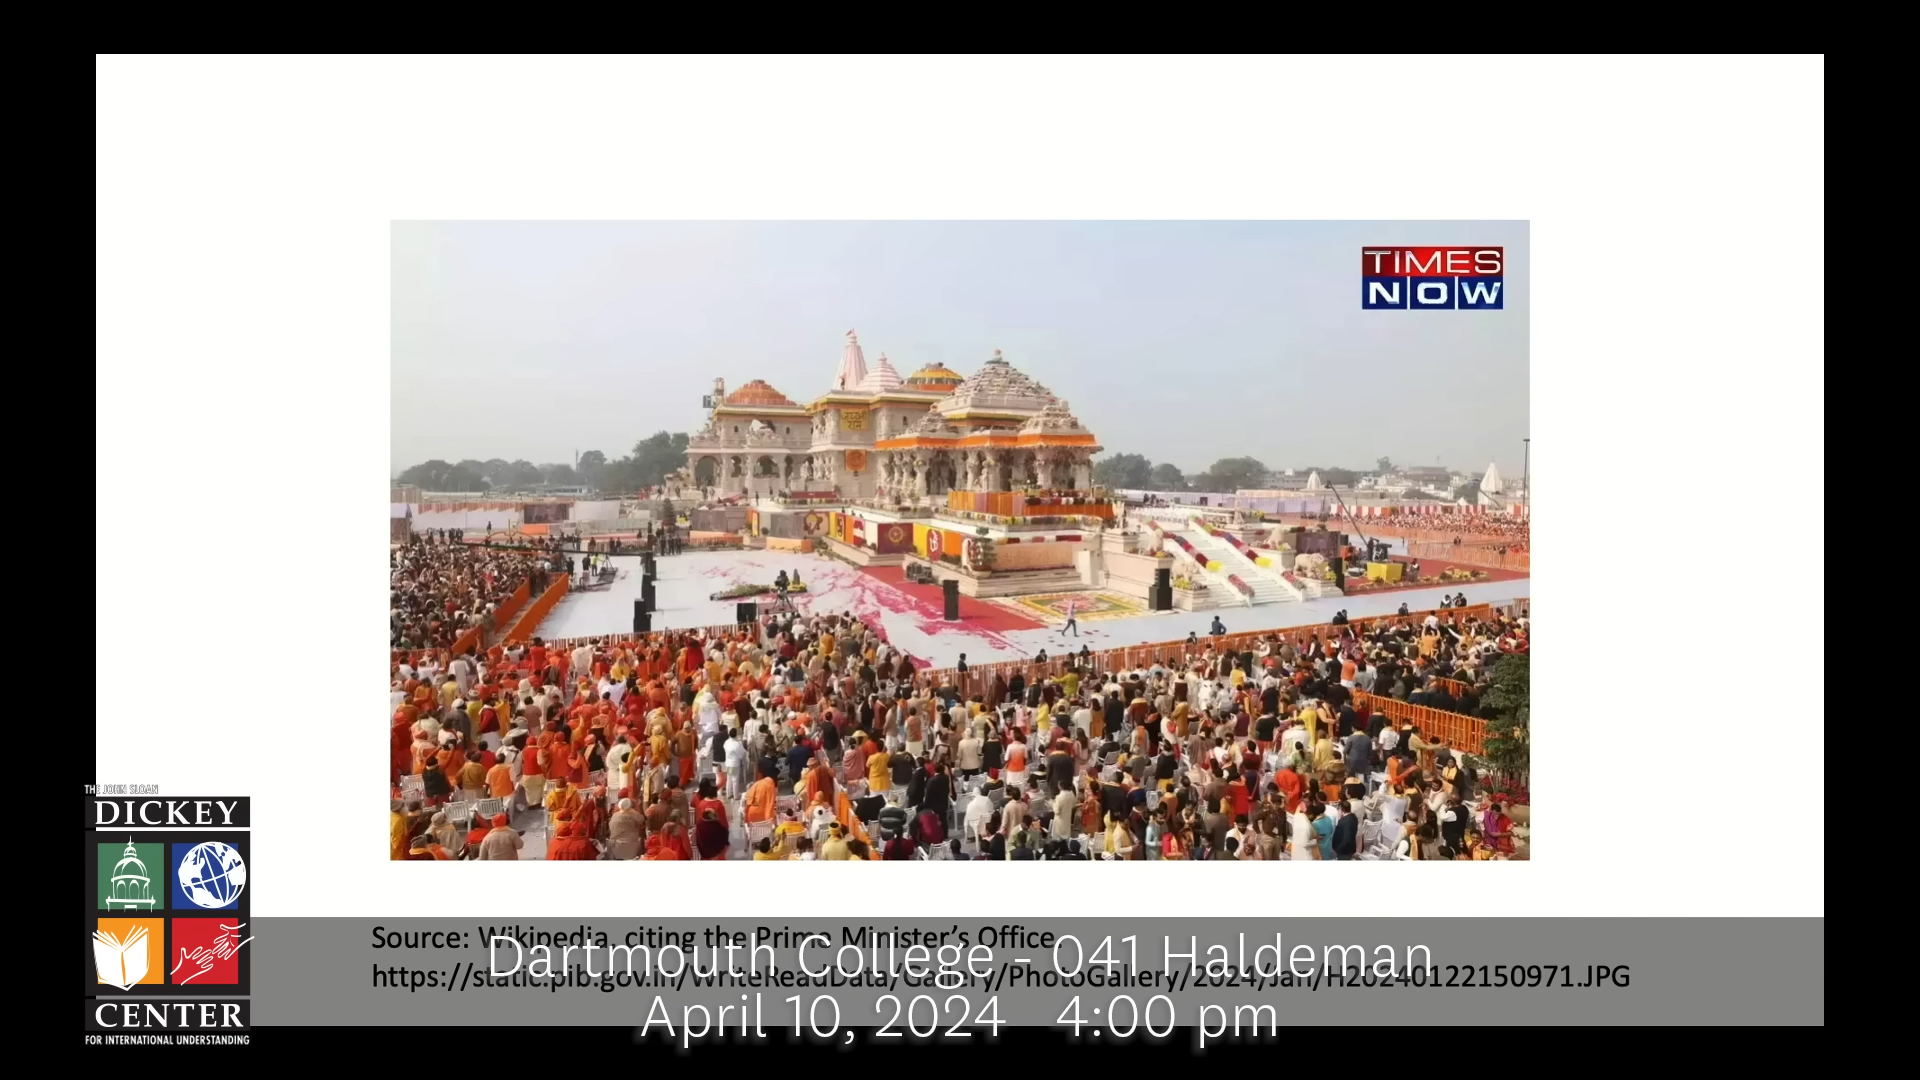 TIMES
NOW
THE JOHN SLOAN
DICKEY
CENTER
FOR INTERNATIONAL UNDERSTANDING
Source: Wikipedia, citing the Prime Minister's Office.
https://static.pib.gov.in/WriteReadData/Gallery/PhotoGallery/2024/Jan/H20240122150971.JPG
Dartmouth College - 041 Haldeman
April 10, 2024 4:00 pm